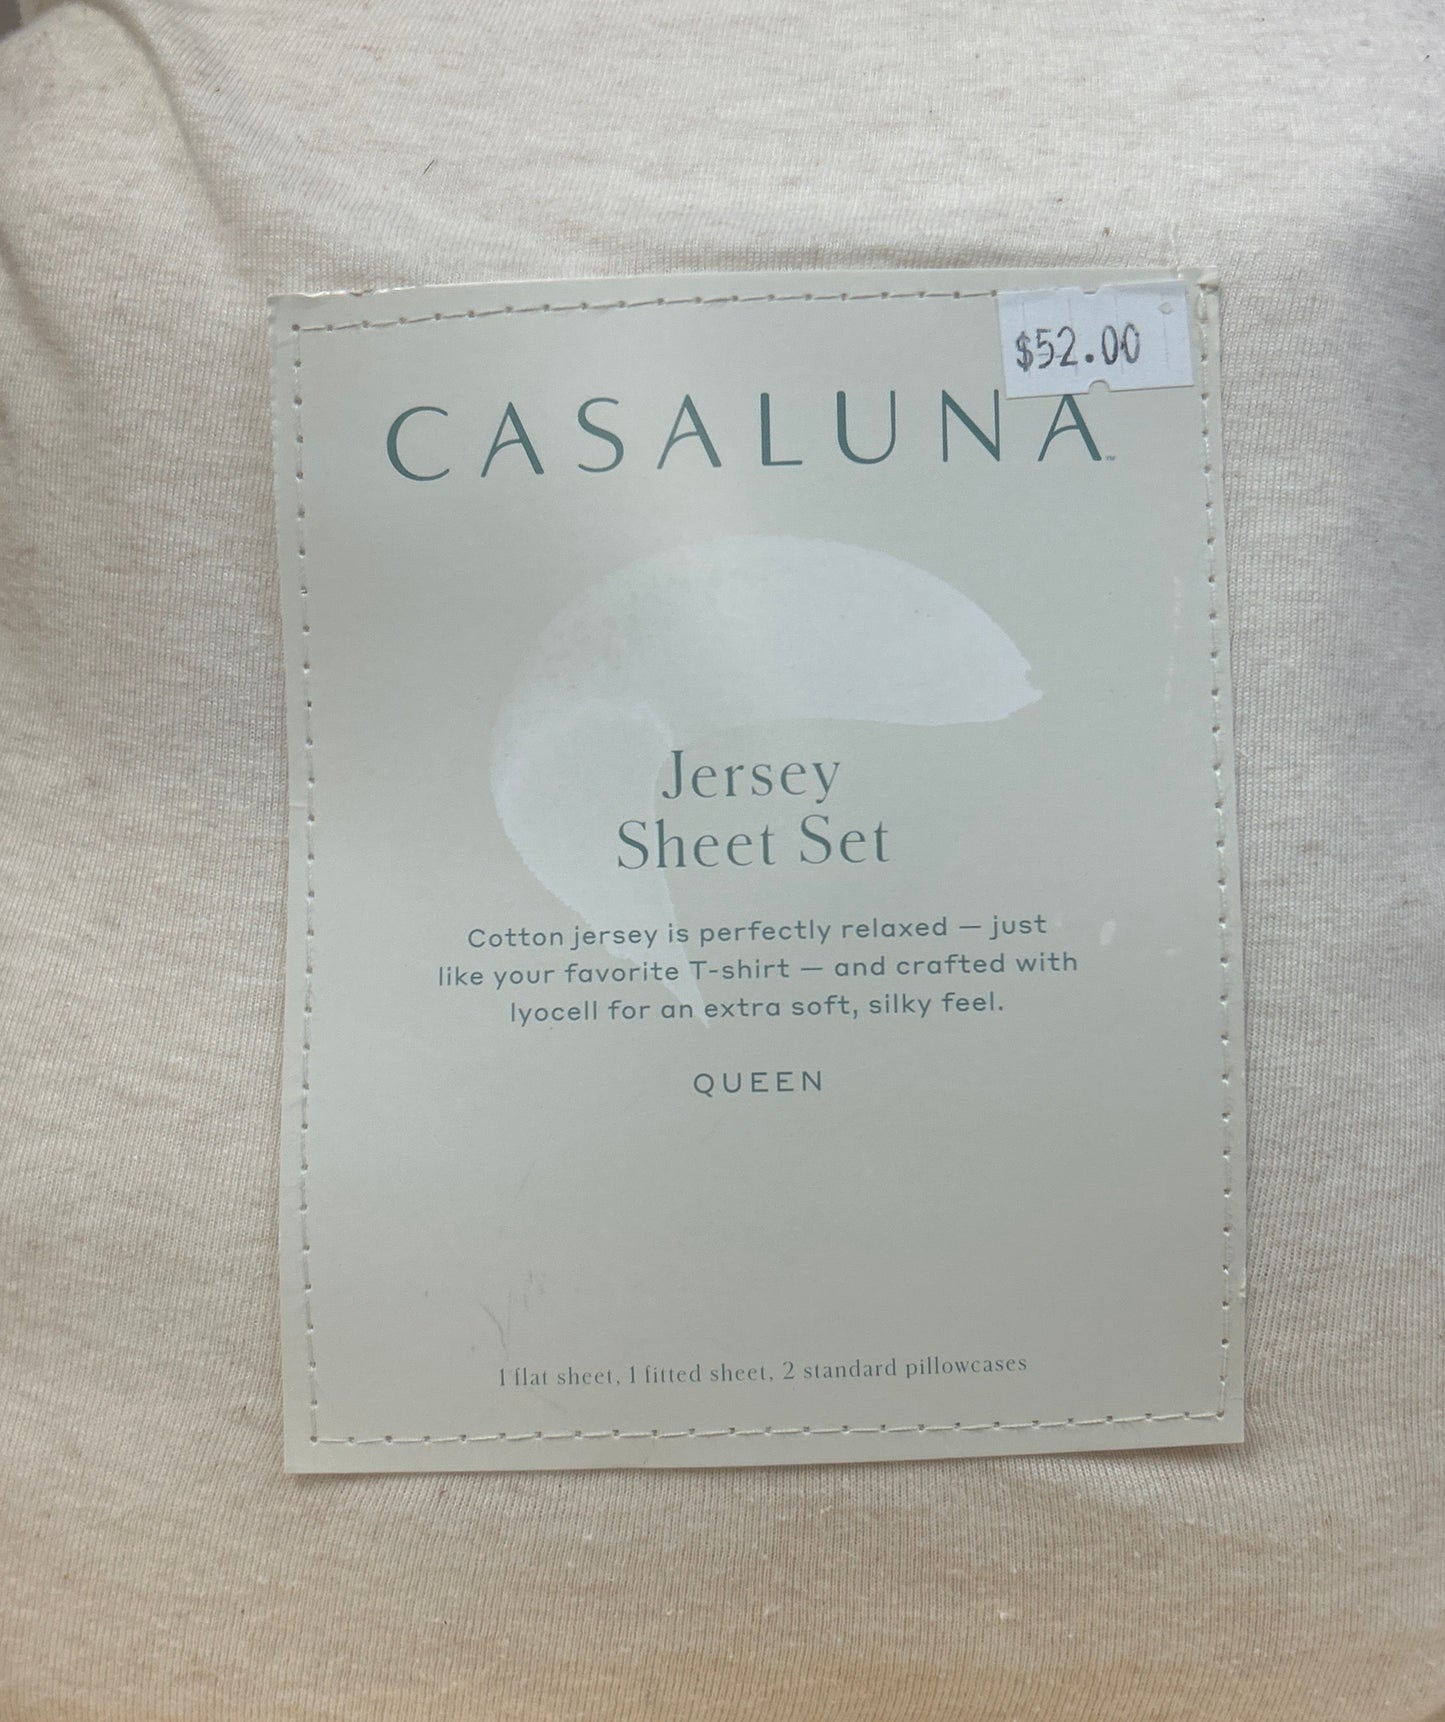 $52.00
CASALUNA™
Jersey
Sheet Set
Cotton jersey is perfectly relaxed — just
like your favorite T-shirt — and crafted with
lyocell for an extra soft, silky feel.
QUEEN
1 flat sheet, 1 fitted sheet, 2 standard pillowcases